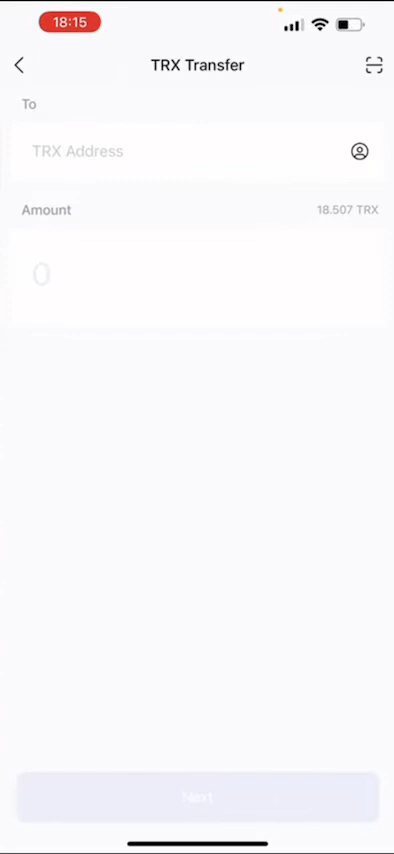 18:15
TRX Transfer
To
TRX Address
Amount
18.507 TRX
0
Next